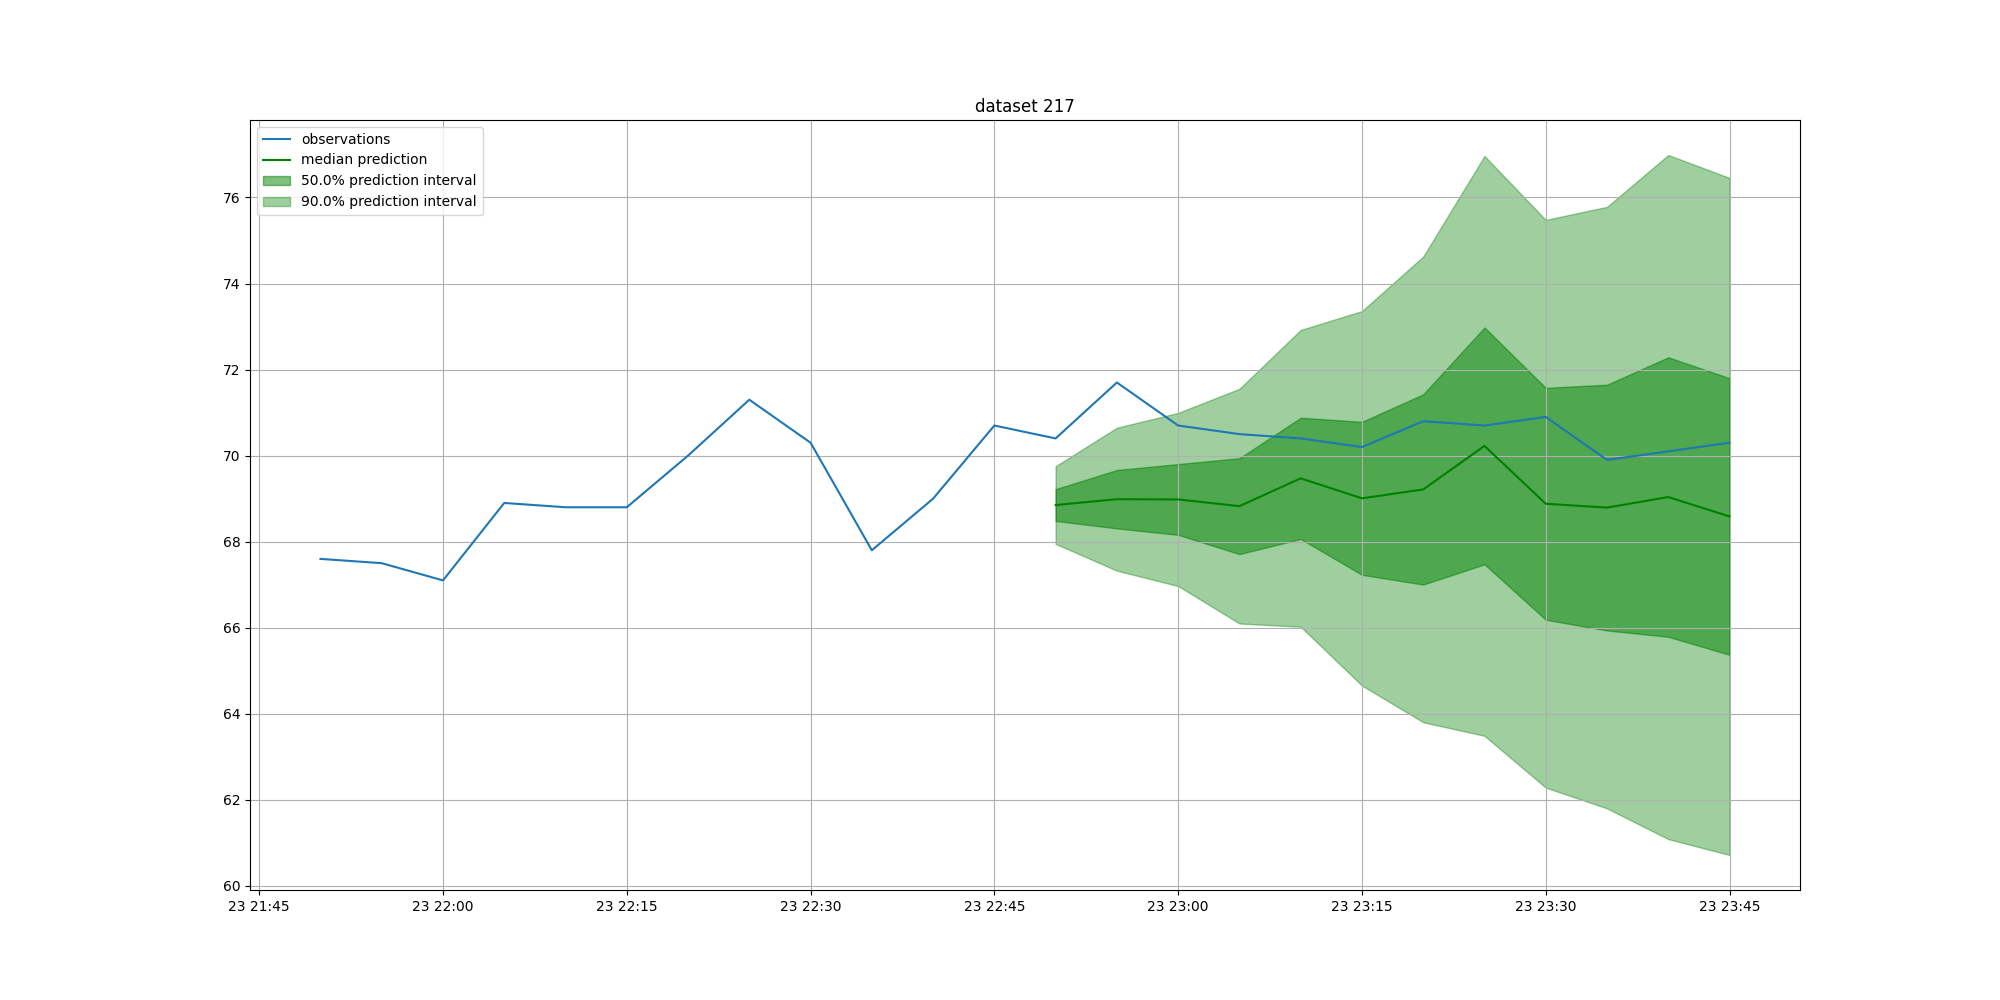 dataset 217
observations
median prediction
50.0% prediction interval
90.0% prediction interval
76
74
72
70
68
66
64
62
60
23 21:45 23 22:00 23 22:15 23 22:30 23 22:45 23 23:00 23 23:15 23 23:30 23 23:45